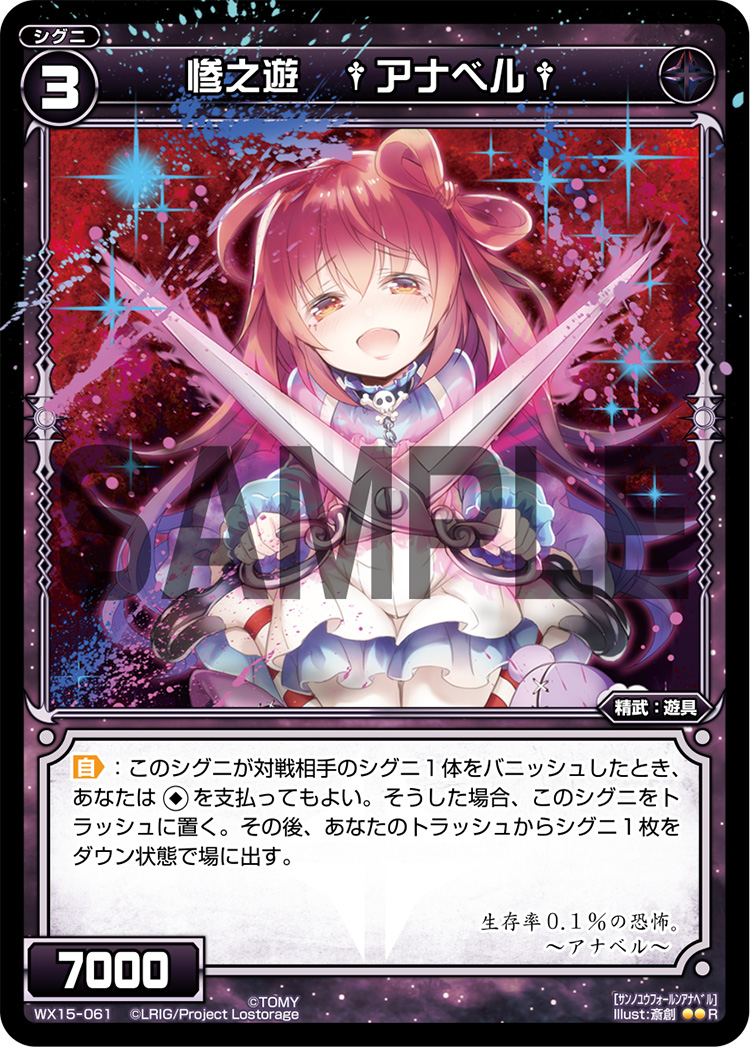 シグニ
3
惨之遊 †アナベル†
SAMPLE
精武：遊具
自：このシグニが対戦相手のシグニ１体をバニッシュしたとき、
あなたは◆を支払ってもよい。そうした場合、このシグニをト
ラッシュに置く。その後、あなたのトラッシュからシグニ１枚を
ダウン状態で場に出す。
生存率０.１％の恐怖。
～アナベル～
7000
©TOMY
[サンノユウフォールンアナベル]
WX15-061 ©LRIG/Project Lostorage
Illust:斎創 R